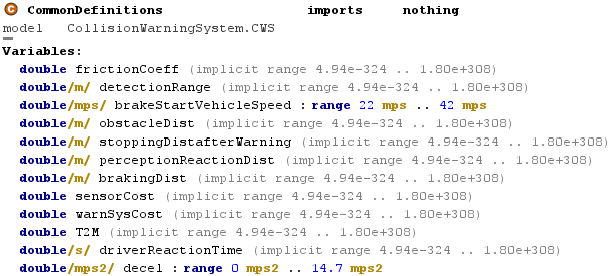 C CommonDefinitions imports nothing
model CollisionWarningSystem.CWS
Variables:
double frictionCoeff (implicit range 4.94e-324 .. 1.80e+308)
double/m/ detectionRange (implicit range 4.94e-324 .. 1.80e+308)
double/mps/ brakeStartVehicleSpeed : range 22 mps .. 42 mps
double/m/ obstacleDist (implicit range 4.94e-324 .. 1.80e+308)
double/m/ stoppingDistafterWarning (implicit range 4.94e-324 .. 1.80e+308)
double/m/ perceptionReactionDist (implicit range 4.94e-324 .. 1.80e+308)
double/m/ brakingDist (implicit range 4.94e-324 .. 1.80e+308)
double sensorCost (implicit range 4.94e-324 .. 1.80e+308)
double warnSysCost (implicit range 4.94e-324 .. 1.80e+308)
double T2M (implicit range 4.94e-324 .. 1.80e+308)
double/s/ driverReactionTime (implicit range 4.94e-324 .. 1.80e+308)
double/mps2/ decel : range 0 mps2 .. 14.7 mps2